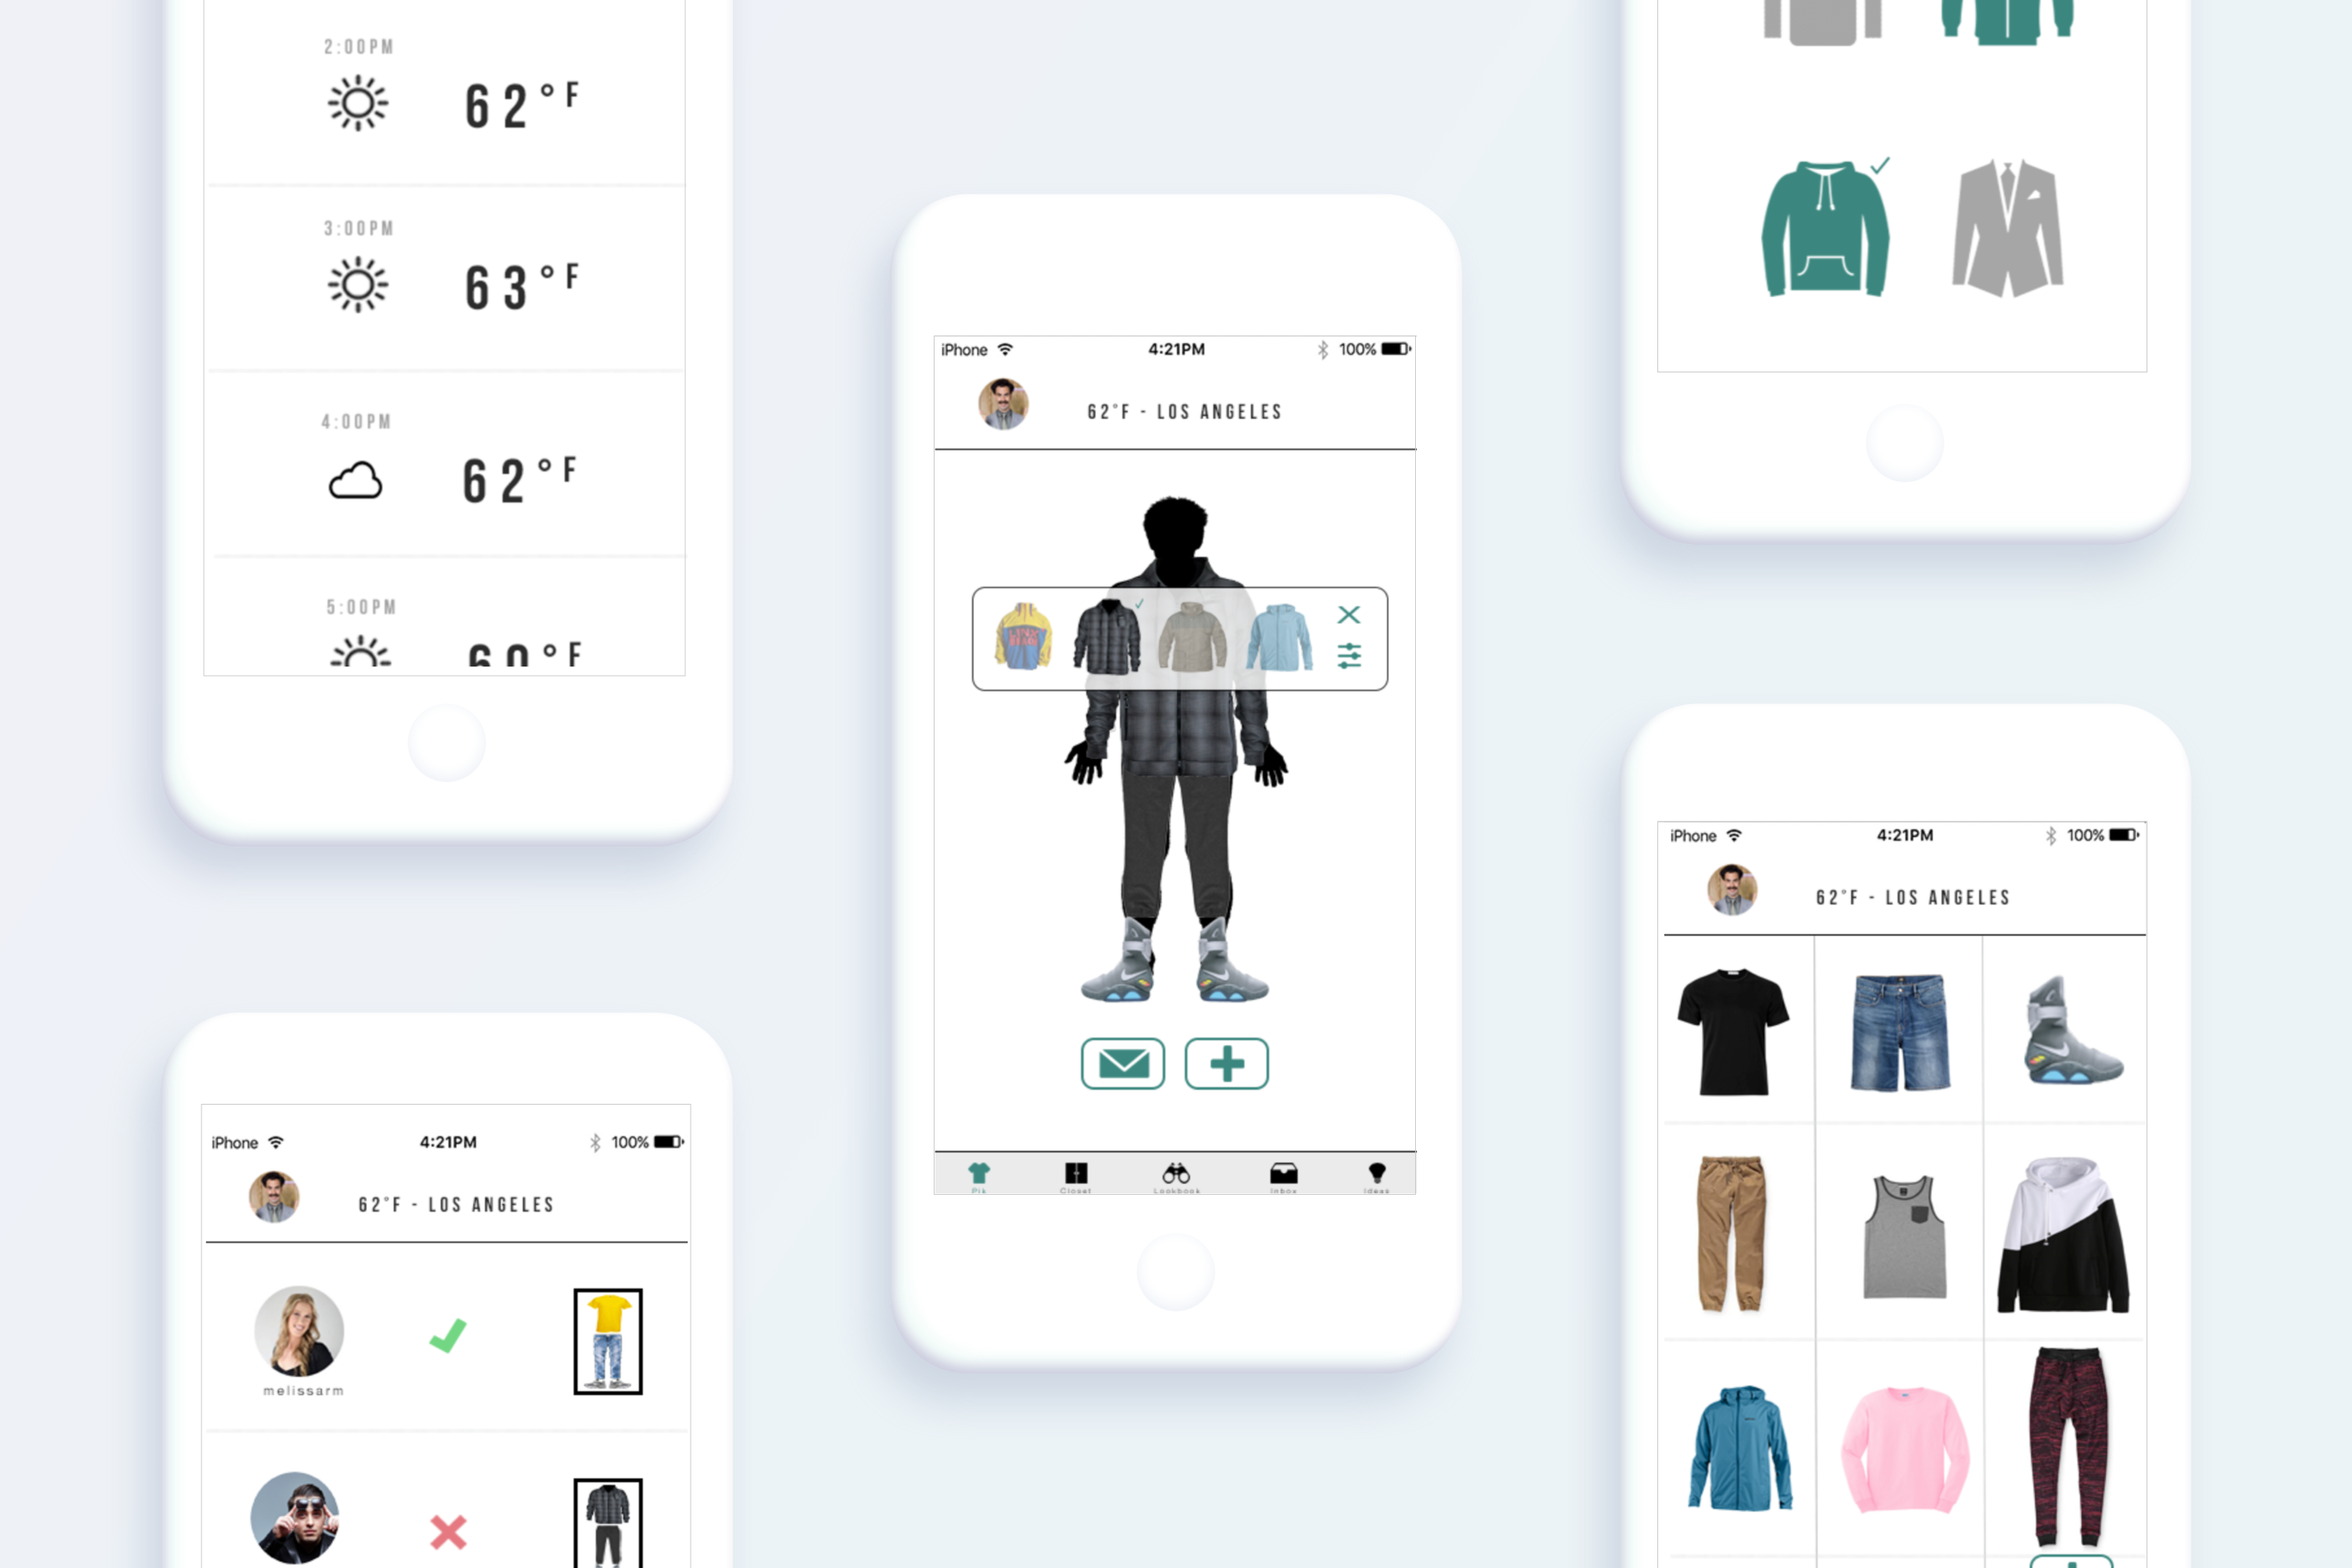 2:00PM
62°F
3:00PM
63°F
4:00PM
62°F
5:00PM
60°F
iPhone 4:21PM 100%
62°F - LOS ANGELES
melissarm
iPhone 4:21PM 100%
62°F - LOS ANGELES
Pik Closet Lookbook Inbox Ideas
iPhone 4:21PM 100%
62°F - LOS ANGELES